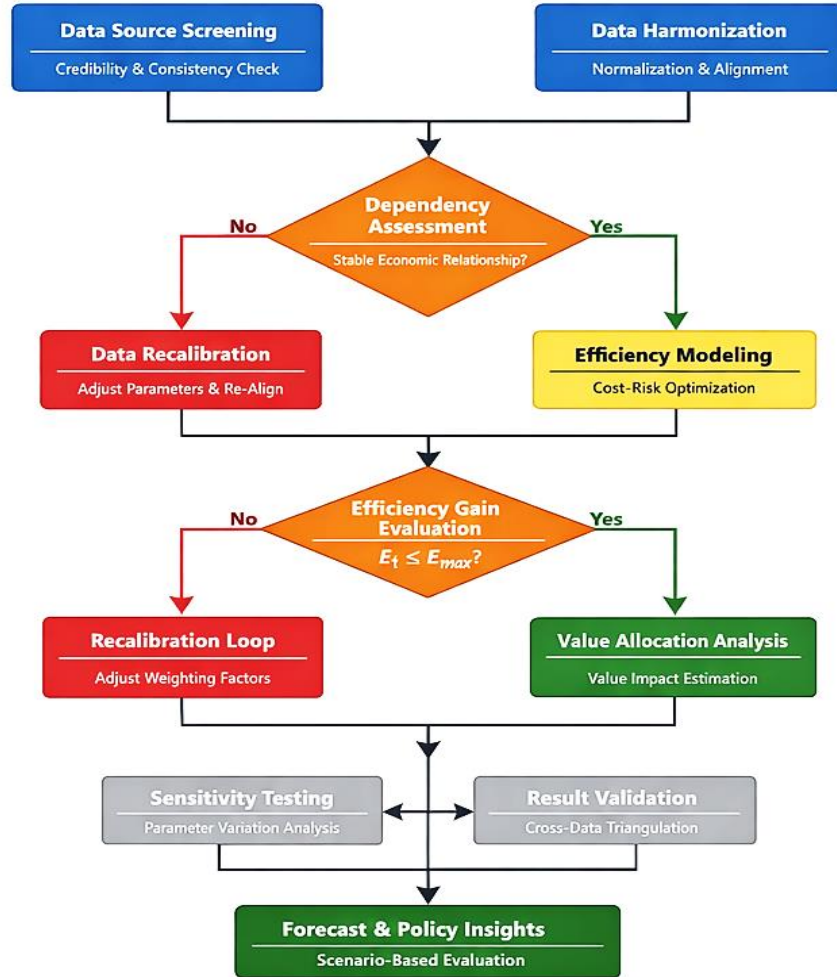 Data Source Screening
Credibility & Consistency Check
Data Harmonization
Normalization & Alignment
Dependency
Assessment
Stable Economic Relationship?
No
Yes
Data Recalibration
Adjust Parameters & Re-Align
Efficiency Modeling
Cost-Risk Optimization
Efficiency Gain
Evaluation
E_t ≤ E_max?
No
Yes
Recalibration Loop
Adjust Weighting Factors
Value Allocation Analysis
Value Impact Estimation
Sensitivity Testing
Parameter Variation Analysis
Result Validation
Cross-Data Triangulation
Forecast & Policy Insights
Scenario-Based Evaluation